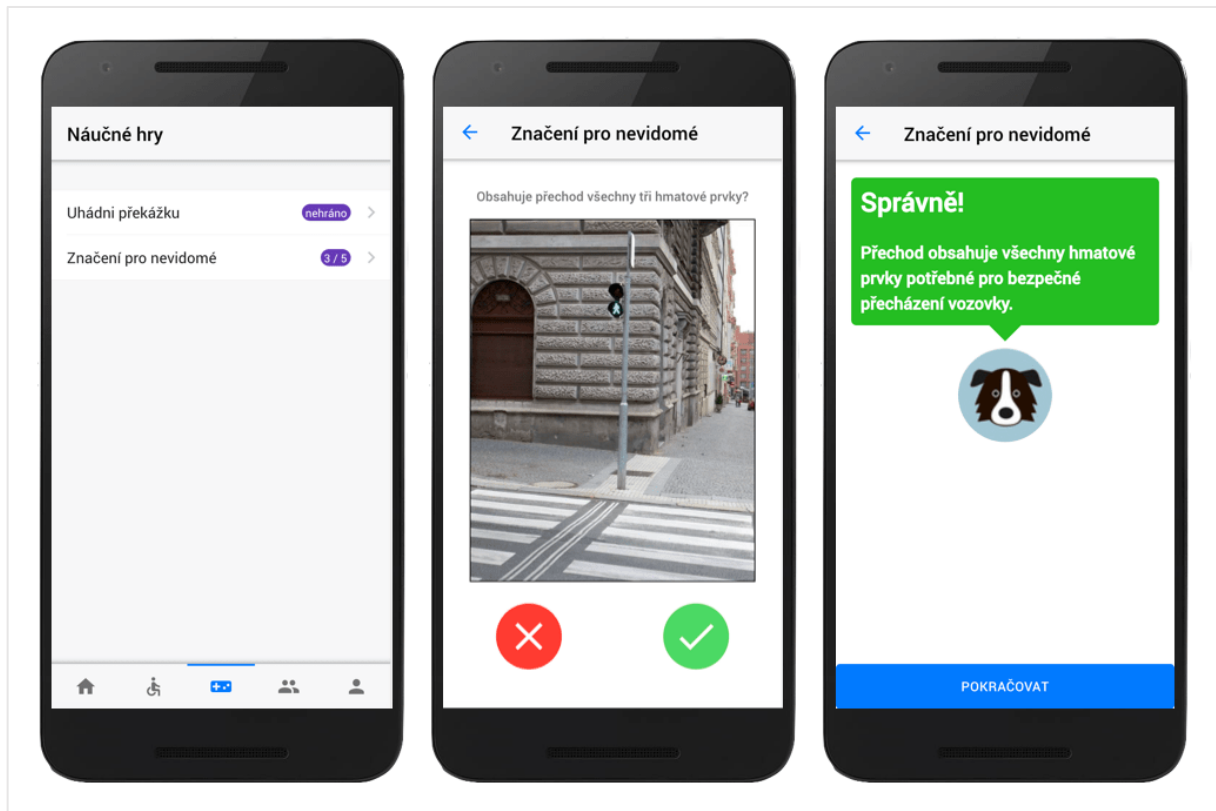 Náučné hry
Uhádni překážku
nehráno
Značení pro nevidomé
3 / 5
Značení pro nevidomé
Obsahuje přechod všechny tři hmatové prvky?
Značení pro nevidomé
Správně!
Přechod obsahuje všechny hmatové
prvky potřebné pro bezpečné
přecházení vozovky.
POKRAČOVAT